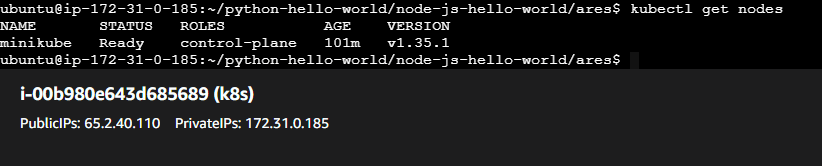 ubuntu@ip-172-31-0-185:~/python-hello-world/node-js-hello-world/ares$ kubectl get nodes
NAME STATUS ROLES AGE VERSION
minikube Ready control-plane 101m v1.35.1
ubuntu@ip-172-31-0-185:~/python-hello-world/node-js-hello-world/ares$
i-00b980e643d685689 (k8s)
PublicIPs: 65.2.40.110 PrivateIPs: 172.31.0.185